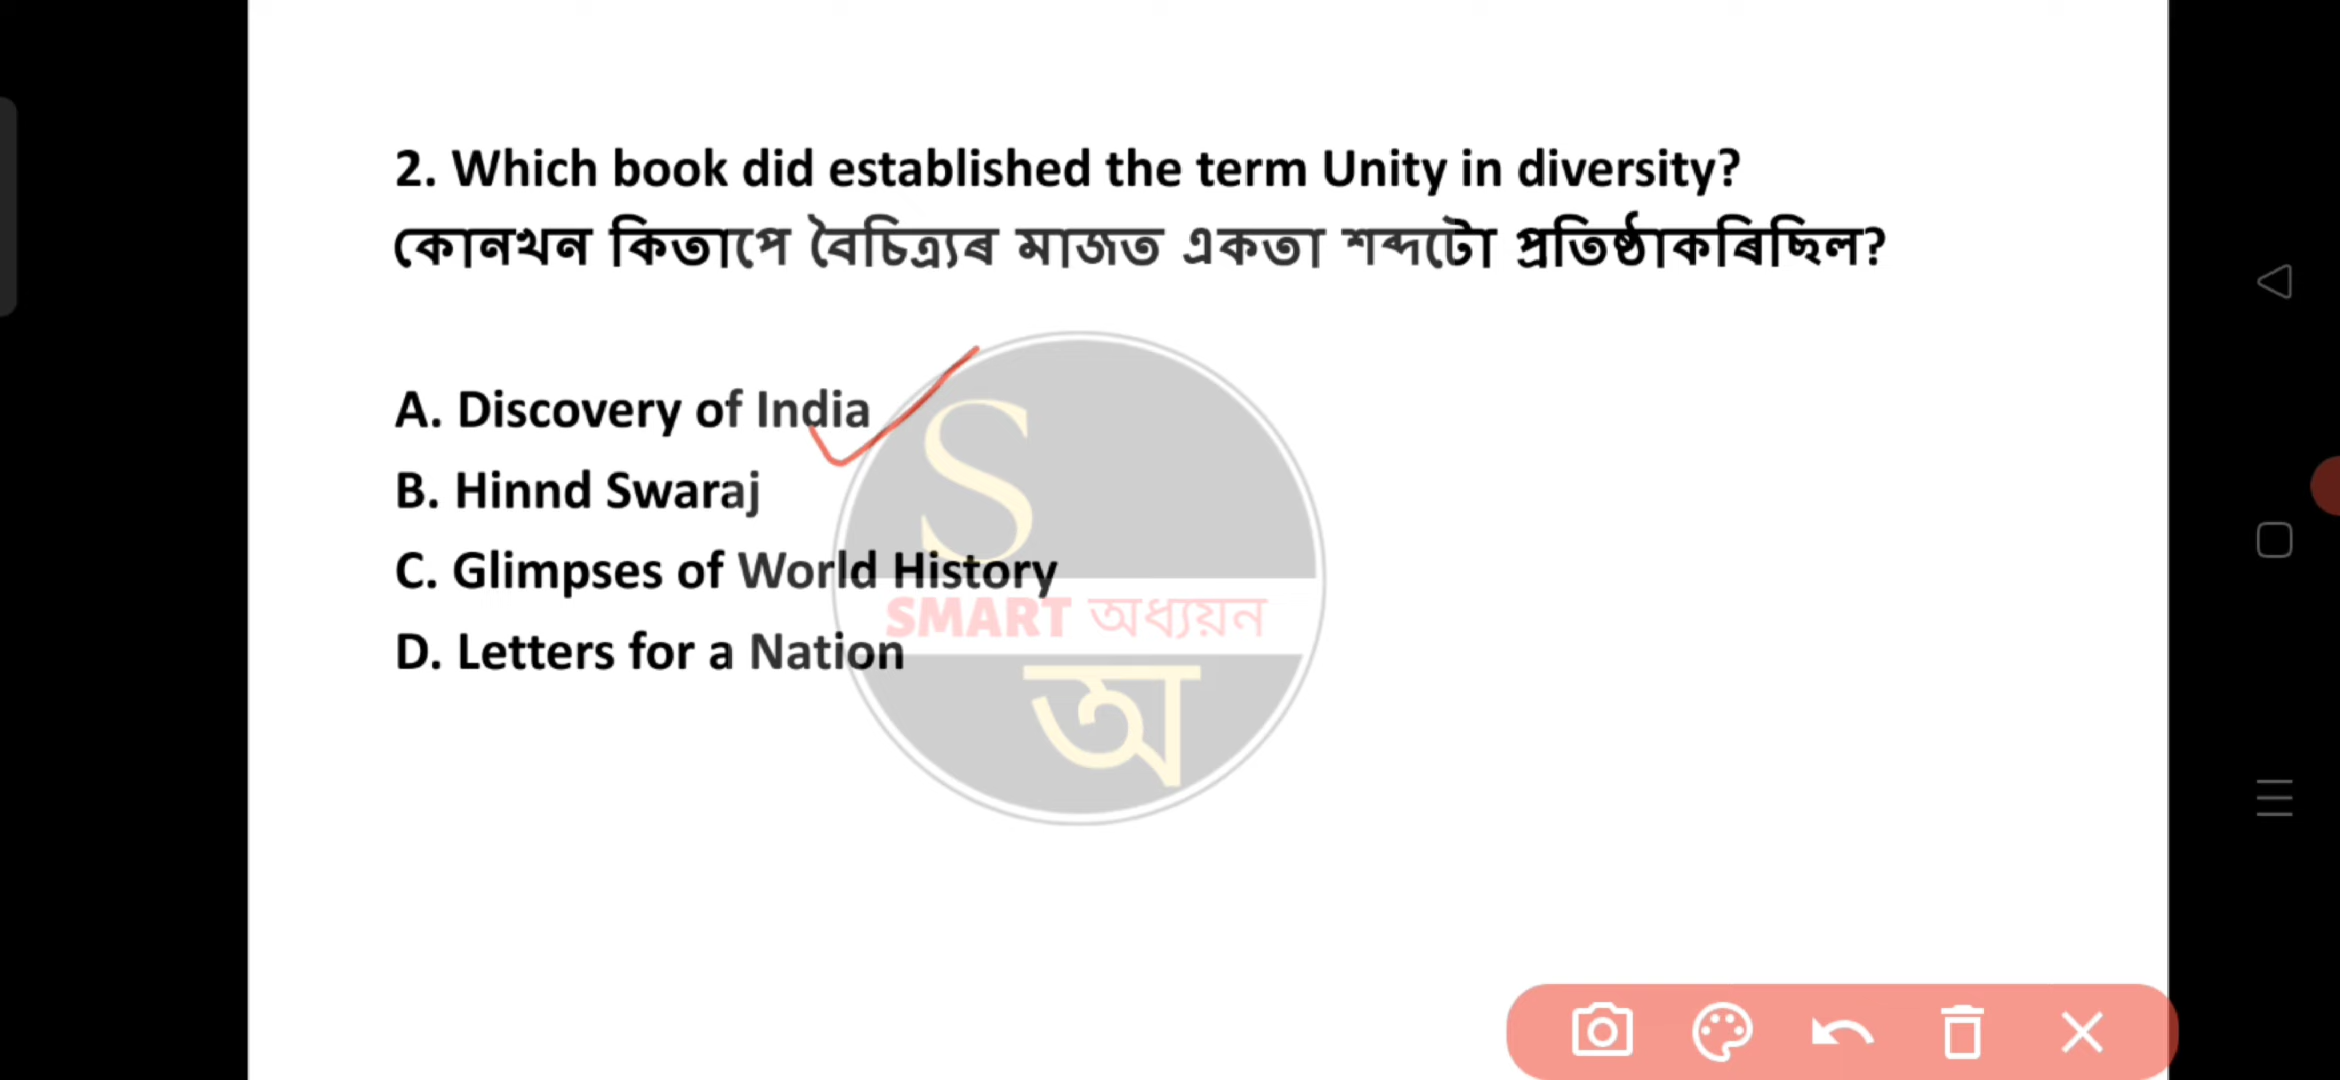 2. Which book did established the term Unity in diversity?
কোনখন কিতাপে বৈচিত্ৰ্যৰ মাজত একতা শব্দটো প্ৰতিষ্ঠাকৰিছিল?
A. Discovery of India
B. Hinnd Swaraj
C. Glimpses of World History
D. Letters for a Nation
S
SMART অধ্যয়ন
অ